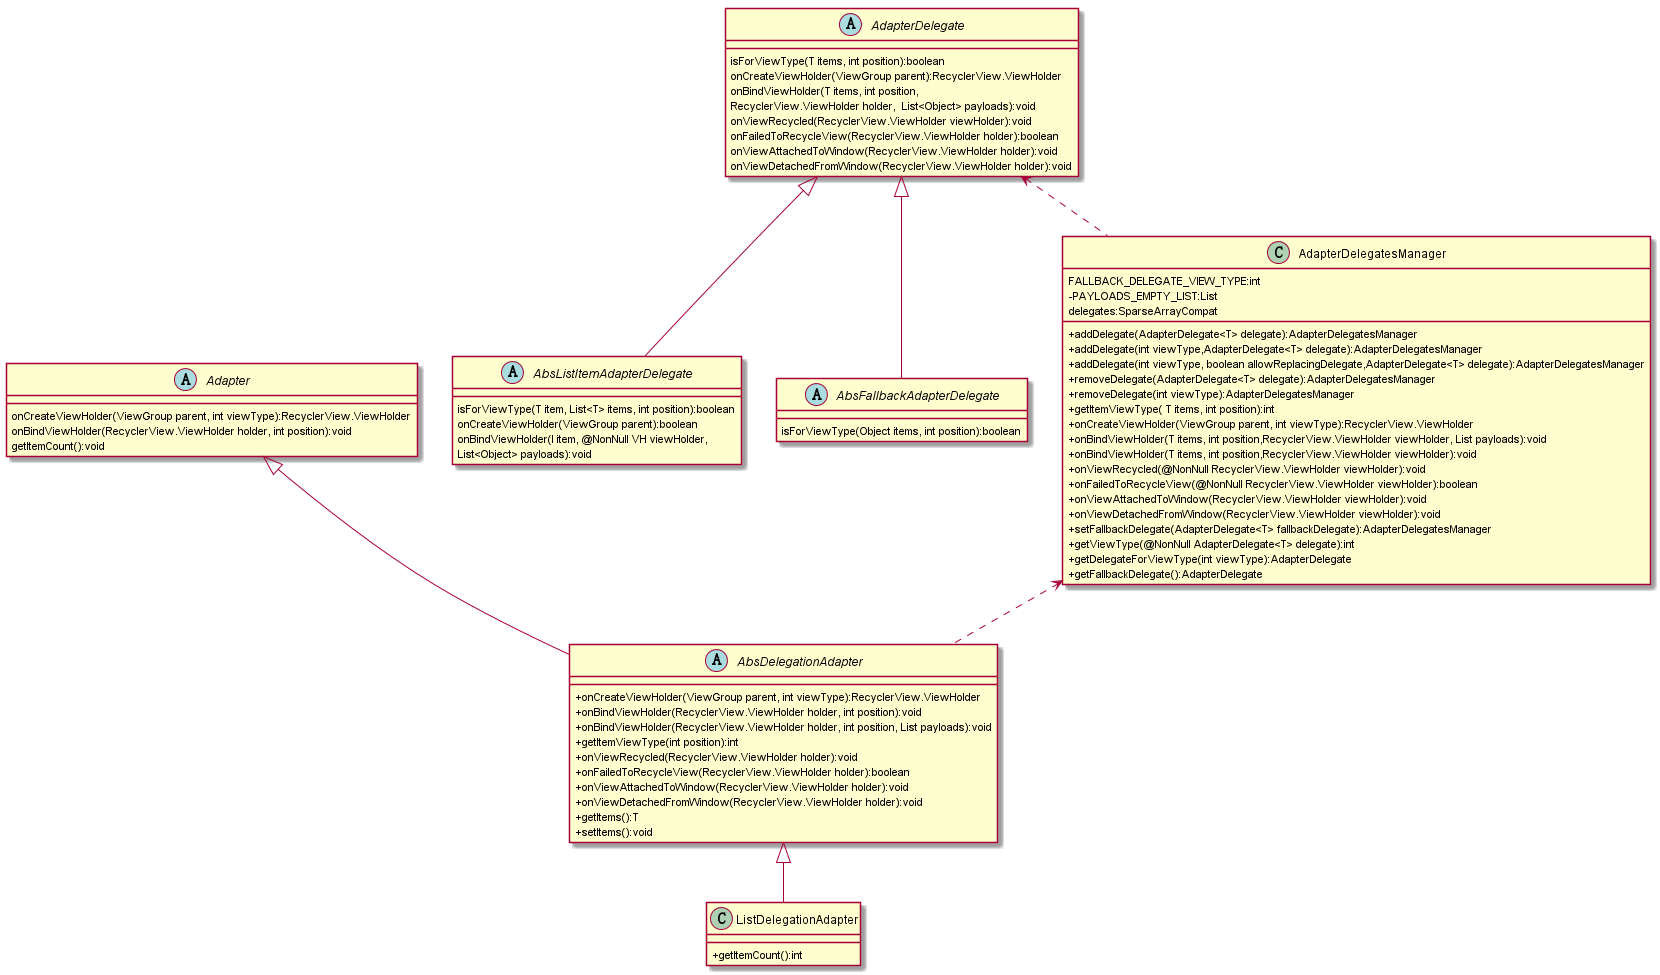 A AdapterDelegate
isForViewType(T items, int position):boolean
onCreateViewHolder(ViewGroup parent):RecyclerView.ViewHolder
onBindViewHolder(T items, int position,
RecyclerView.ViewHolder holder,  List<Object> payloads):void
onViewRecycled(RecyclerView.ViewHolder viewHolder):void
onFailedToRecycleView(RecyclerView.ViewHolder holder):boolean
onViewAttachedToWindow(RecyclerView.ViewHolder holder):void
onViewDetachedFromWindow(RecyclerView.ViewHolder holder):void
C AdapterDelegatesManager
FALLBACK_DELEGATE_VIEW_TYPE:int
-PAYLOADS_EMPTY_LIST:List
delegates:SparseArrayCompat
+addDelegate(AdapterDelegate<T> delegate):AdapterDelegatesManager
+addDelegate(int viewType,AdapterDelegate<T> delegate):AdapterDelegatesManager
+addDelegate(int viewType, boolean allowReplacingDelegate,AdapterDelegate<T> delegate):AdapterDelegatesManager
+removeDelegate(AdapterDelegate<T> delegate):AdapterDelegatesManager
+removeDelegate(int viewType):AdapterDelegatesManager
+getItemViewType( T items, int position):int
+onCreateViewHolder(ViewGroup parent, int viewType):RecyclerView.ViewHolder
+onBindViewHolder(T items, int position,RecyclerView.ViewHolder viewHolder, List payloads):void
+onBindViewHolder(T items, int position,RecyclerView.ViewHolder viewHolder):void
+onViewRecycled(@NonNull RecyclerView.ViewHolder viewHolder):void
+onFailedToRecycleView(@NonNull RecyclerView.ViewHolder viewHolder):boolean
+onViewAttachedToWindow(RecyclerView.ViewHolder viewHolder):void
+onViewDetachedFromWindow(RecyclerView.ViewHolder viewHolder):void
+setFallbackDelegate(AdapterDelegate<T> fallbackDelegate):AdapterDelegatesManager
+getViewType(@NonNull AdapterDelegate<T> delegate):int
+getDelegateForViewType(int viewType):AdapterDelegate
+getFallbackDelegate():AdapterDelegate
A Adapter
onCreateViewHolder(ViewGroup parent, int viewType):RecyclerView.ViewHolder
onBindViewHolder(RecyclerView.ViewHolder holder, int position):void
getItemCount():void
A AbsListItemAdapterDelegate
isForViewType(T item, List<T> items, int position):boolean
onCreateViewHolder(ViewGroup parent):boolean
onBindViewHolder(I item, @NonNull VH viewHolder,
List<Object> payloads):void
A AbsFallbackAdapterDelegate
isForViewType(Object items, int position):boolean
A AbsDelegationAdapter
+onCreateViewHolder(ViewGroup parent, int viewType):RecyclerView.ViewHolder
+onBindViewHolder(RecyclerView.ViewHolder holder, int position):void
+onBindViewHolder(RecyclerView.ViewHolder holder, int position, List payloads):void
+getItemViewType(int position):int
+onViewRecycled(RecyclerView.ViewHolder holder):void
+onFailedToRecycleView(RecyclerView.ViewHolder holder):boolean
+onViewAttachedToWindow(RecyclerView.ViewHolder holder):void
+onViewDetachedFromWindow(RecyclerView.ViewHolder holder):void
+getItems():T
+setItems():void
C ListDelegationAdapter
+getItemCount():int